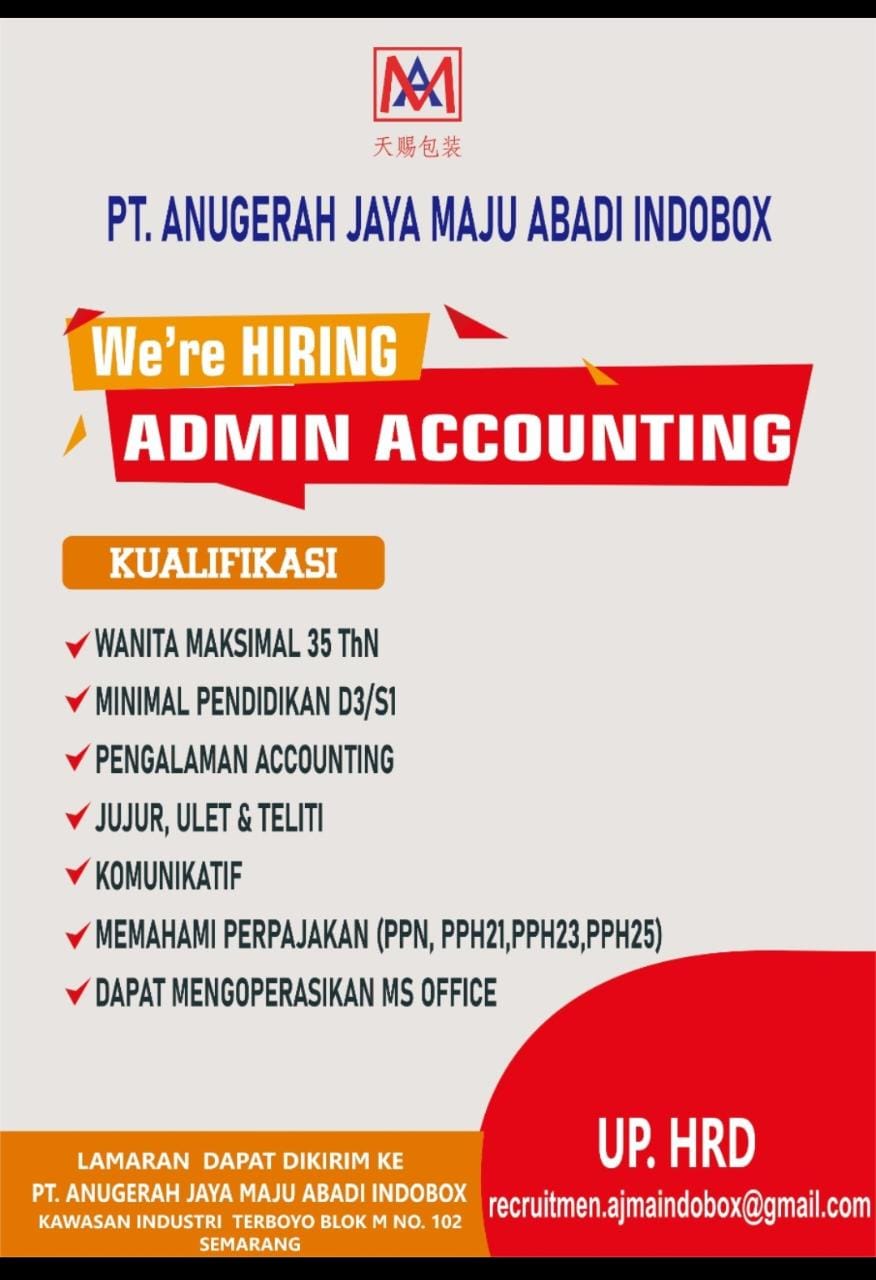 MA
天赐包装
PT. ANUGERAH JAYA MAJU ABADI INDOBOX
We're HIRING
ADMIN ACCOUNTING
KUALIFIKASI
WANITA MAKSIMAL 35 ThN
MINIMAL PENDIDIKAN D3/S1
PENGALAMAN ACCOUNTING
JUJUR, ULET & TELITI
KOMUNIKATIF
MEMAHAMI PERPAJAKAN (PPN, PPH21,PPH23,PPH25)
DAPAT MENGOPERASIKAN MS OFFICE
LAMARAN DAPAT DIKIRIM KE
PT. ANUGERAH JAYA MAJU ABADI INDOBOX
KAWASAN INDUSTRI TERBOYO BLOK M NO. 102
SEMARANG
UP. HRD
recruitmen.ajmaindobox@gmail.com